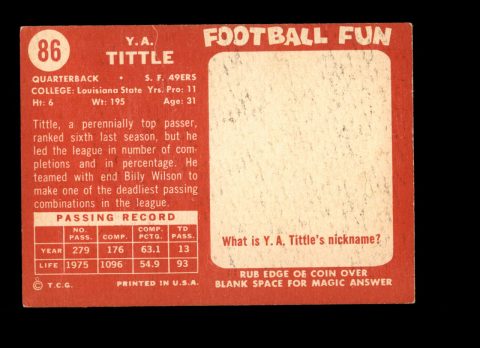 86
Y. A.
TITTLE
QUARTERBACK • S. F. 49ERS
COLLEGE: Louisiana State Yrs. Pro: 11
Ht: 6 Wt: 195 Age: 31
Tittle, a perennially top passer,
ranked sixth last season, but he
led the league in number of com-
pletions and in percentage. He
teamed with end Billy Wilson to
make one of the deadliest passing
combinations in the league.
PASSING RECORD
NO. PASS. COMP. COMP. PCTG. TD PASS
YEAR 279 176 63.1 13
LIFE 1975 1096 54.9 93
© T.C.G. PRINTED IN U.S.A.
FOOTBALL FUN
What is Y. A. Tittle's nickname?
RUB EDGE OF COIN OVER
BLANK SPACE FOR MAGIC ANSWER